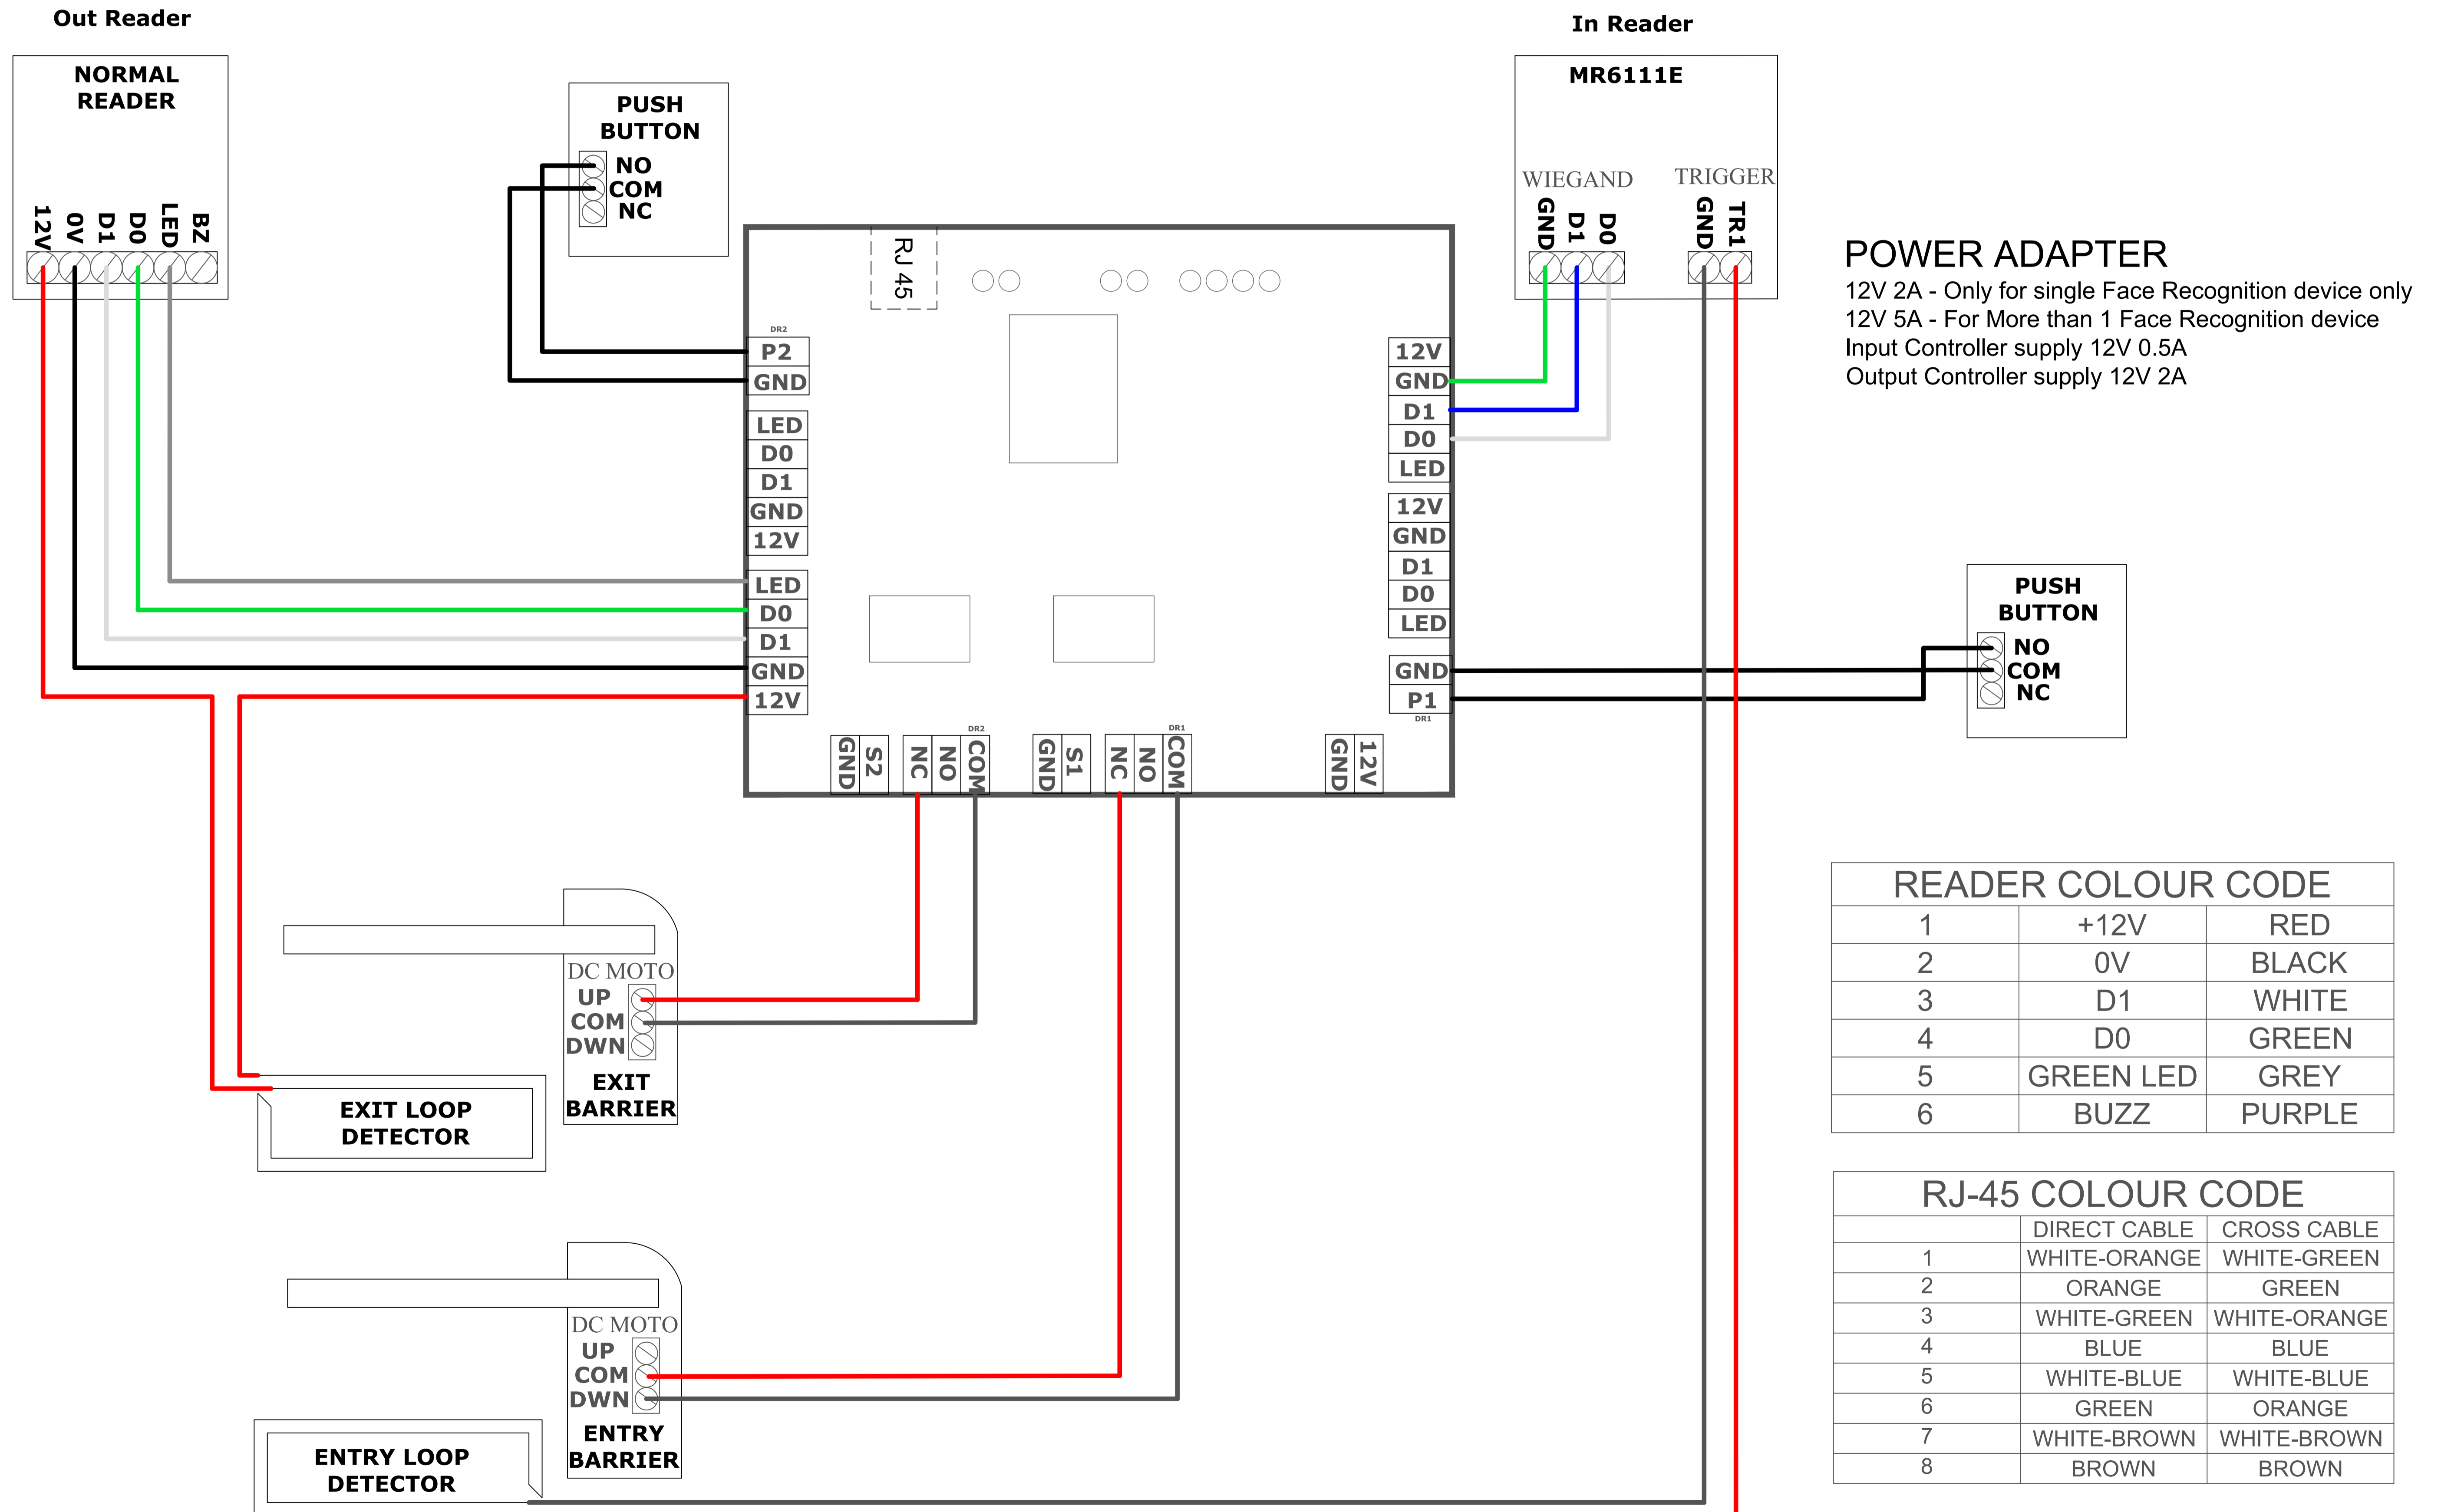 Out Reader
NORMAL
READER
12V
0V
D1
D0
LED
BZ
PUSH
BUTTON
NO
COM
NC
In Reader
MR6111E
WIEGAND
TRIGGER
GND
D1
D0
GND
TR1
POWER ADAPTER
12V 2A - Only for single Face Recognition device only
12V 5A - For More than 1 Face Recognition device
Input Controller supply 12V 0.5A
Output Controller supply 12V 2A
RJ 45
DR2
P2
GND
LED
D0
D1
GND
12V
LED
D0
D1
GND
12V
12V
GND
D1
D0
LED
12V
GND
D1
D0
LED
GND
P1
DR1
PUSH
BUTTON
NO
COM
NC
GND
S2
NC
NO
COM
DR2
GND
S1
NC
NO
COM
DR1
GND
12V
DC MOTO
UP
COM
DWN
EXIT
BARRIER
EXIT LOOP
DETECTOR
DC MOTO
UP
COM
DWN
ENTRY
BARRIER
ENTRY LOOP
DETECTOR
READER COLOUR CODE
1 +12V RED
2 0V BLACK
3 D1 WHITE
4 D0 GREEN
5 GREEN LED GREY
6 BUZZ PURPLE
RJ-45 COLOUR CODE
DIRECT CABLE CROSS CABLE
1 WHITE-ORANGE WHITE-GREEN
2 ORANGE GREEN
3 WHITE-GREEN WHITE-ORANGE
4 BLUE BLUE
5 WHITE-BLUE WHITE-BLUE
6 GREEN ORANGE
7 WHITE-BROWN WHITE-BROWN
8 BROWN BROWN